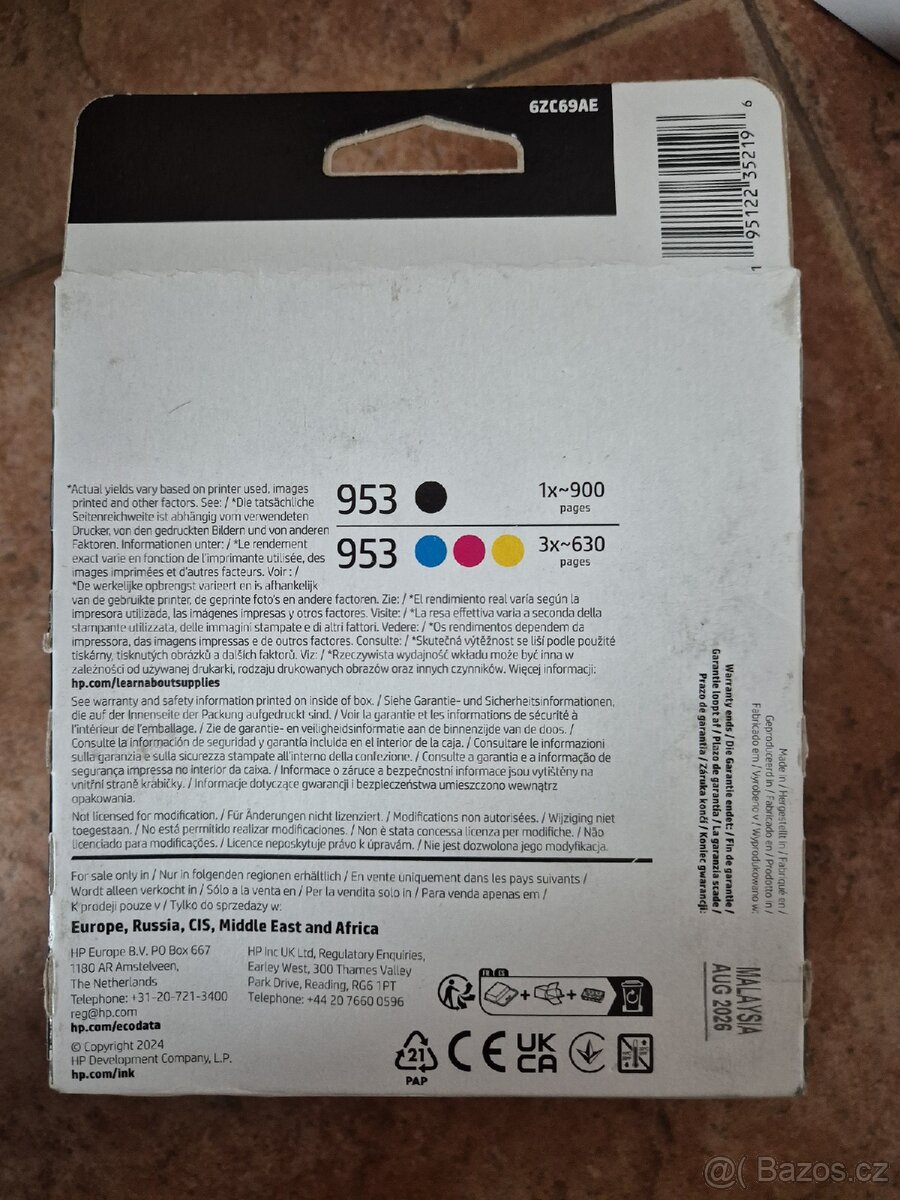 6ZC69AE
1 95122 35219 6
*Actual yields vary based on printer used, images
printed and other factors. See: / *Die tatsächliche
Seitenreichweite ist abhängig vom verwendeten
Drucker, von den gedruckten Bildern und von anderen
Faktoren. Informationen unter: / *Le rendement
exact varie en fonction de l'imprimante utilisée, des
images imprimées et d'autres facteurs. Voir : /
*De werkelijke opbrengst varieert en is afhankelijk
van de gebruikte printer, de geprinte foto's en andere factoren. Zie: / *El rendimiento real varía según la
impresora utilizada, las imágenes impresas y otros factores. Visite: / *La resa effettiva varia a seconda della
stampante utilizzata, delle immagini stampate e di altri fattori. Vedere: / *Os rendimentos dependem da
impressora, das imagens impressas e de outros factores. Consulte: / *Skutečná výtěžnost se liší podle použité
tiskárny, tisknutých obrázků a dalších faktorů. Viz: / *Rzeczywista wydajność wkładu może być inna w
zależności od używanej drukarki, rodzaju drukowanych obrazów oraz innych czynników. Więcej informacji:
hp.com/learnaboutsupplies
953
1x~900
pages
953
3x~630
pages
See warranty and safety information printed on inside of box. / Siehe Garantie- und Sicherheitsinformationen,
die auf der Innenseite der Packung aufgedruckt sind. / Voir la garantie et les informations de sécurité à
l'intérieur de l'emballage. / Zie de garantie- en veiligheidsinformatie aan de binnenzijde van de doos. /
Consulte la información de seguridad y garantía incluida en el interior de la caja. / Consultare le informazioni
sulla garanzia e sulla sicurezza stampate all'interno della confezione. / Consulte a garantia e a informação de
segurança impressa no interior da caixa. / Informace o záruce a bezpečnostní informace jsou vytištěny na
vnitřní straně krabičky. / Informacje dotyczące gwarancji i bezpieczeństwa umieszczono wewnątrz
opakowania.
Not licensed for modification. / Für Änderungen nicht lizenziert. / Modifications non autorisées. / Wijziging niet
toegestaan. / No está permitido realizar modificaciones. / Non è stata concessa licenza per modifiche. / Não
licenciado para modificações. / Licence neposkytuje právo k úpravám. / Nie jest dozwolona jego modyfikacja.
For sale only in / Nur in folgenden regionen erhältlich / En vente uniquement dans les pays suivants /
Wordt alleen verkocht in / Sólo a la venta en / Per la vendita solo in / Para venda apenas em /
K prodeji pouze v / Tylko do sprzedaży w:
Europe, Russia, CIS, Middle East and Africa
HP Europe B.V. PO Box 667
1180 AR Amstelveen,
The Netherlands
Telephone: +31-20-721-3400
reg@hp.com
hp.com/ecodata
© Copyright 2024
HP Development Company, L.P.
hp.com/ink
HP Inc UK Ltd, Regulatory Enquiries,
Earley West, 300 Thames Valley
Park Drive, Reading, RG6 1PT
Telephone: +44 20 7660 0596
FR CS
21
PAP
CE
UK
CA
Made in / Hergestellt in / Fabriqué en /
Geproduceerd in / Fabricado en / Prodotto in /
Fabricado em / Vyrobeno v / Wyprodukowano w:
MALAYSIA
Warranty ends / Die Garantie endet: / Fin de garantie /
Garantie loopt af / Plazo de garantía / La garanzia scade /
Prazo de garantia / Záruka končí / Koniec gwarancji:
AUG 2026
@( Bazos.cz